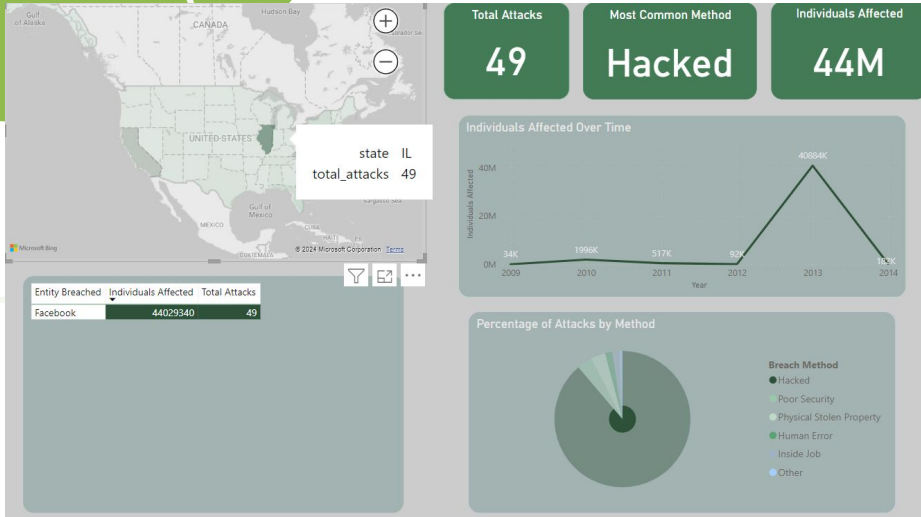 Gulf
of Alaska
Hudson Bay
CANADA
UNITED STATES
state IL
total_attacks 49
Gulf of
Mexico
Sargasso Sea
MEXICO
CUBA
GUATEMALA
Microsoft Bing
© 2024 Microsoft Corporation Terms
Total Attacks
49
Most Common Method
Hacked
Individuals Affected
44M
Individuals Affected Over Time
Individuals Affected
40M
20M
0M
34K
1996K
517K
92K
40884K
2009
2010
2011
2012
2013
2014
Year
Entity Breached Individuals Affected Total Attacks
Facebook 44029340 49
Percentage of Attacks by Method
Breach Method
Hacked
Poor Security
Physical Stolen Property
Human Error
Inside Job
Other